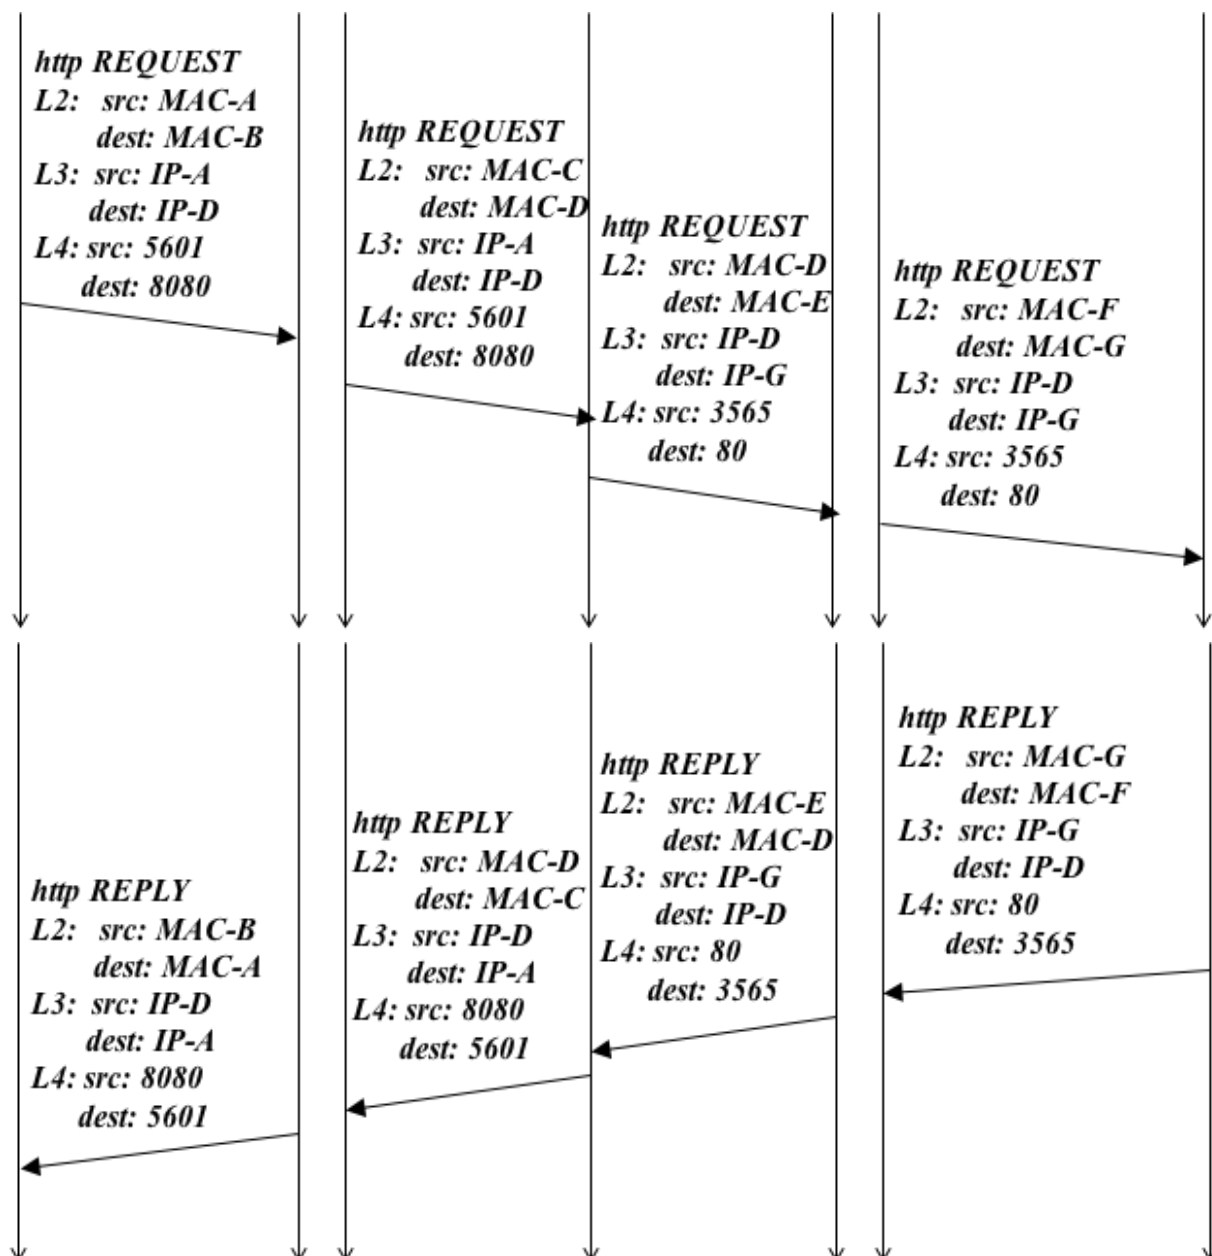 http REQUEST
L2: src: MAC-A
dest: MAC-B
L3: src: IP-A
dest: IP-D
L4: src: 5601
dest: 8080
http REQUEST
L2: src: MAC-C
dest: MAC-D
L3: src: IP-A
dest: IP-D
L4: src: 5601
dest: 8080
http REQUEST
L2: src: MAC-D
dest: MAC-E
L3: src: IP-D
dest: IP-G
L4: src: 3565
dest: 80
http REQUEST
L2: src: MAC-F
dest: MAC-G
L3: src: IP-D
dest: IP-G
L4: src: 3565
dest: 80
http REPLY
L2: src: MAC-B
dest: MAC-A
L3: src: IP-D
dest: IP-A
L4: src: 8080
dest: 5601
http REPLY
L2: src: MAC-D
dest: MAC-C
L3: src: IP-D
dest: IP-A
L4: src: 8080
dest: 5601
http REPLY
L2: src: MAC-E
dest: MAC-D
L3: src: IP-G
dest: IP-D
L4: src: 80
dest: 3565
http REPLY
L2: src: MAC-G
dest: MAC-F
L3: src: IP-G
dest: IP-D
L4: src: 80
dest: 3565